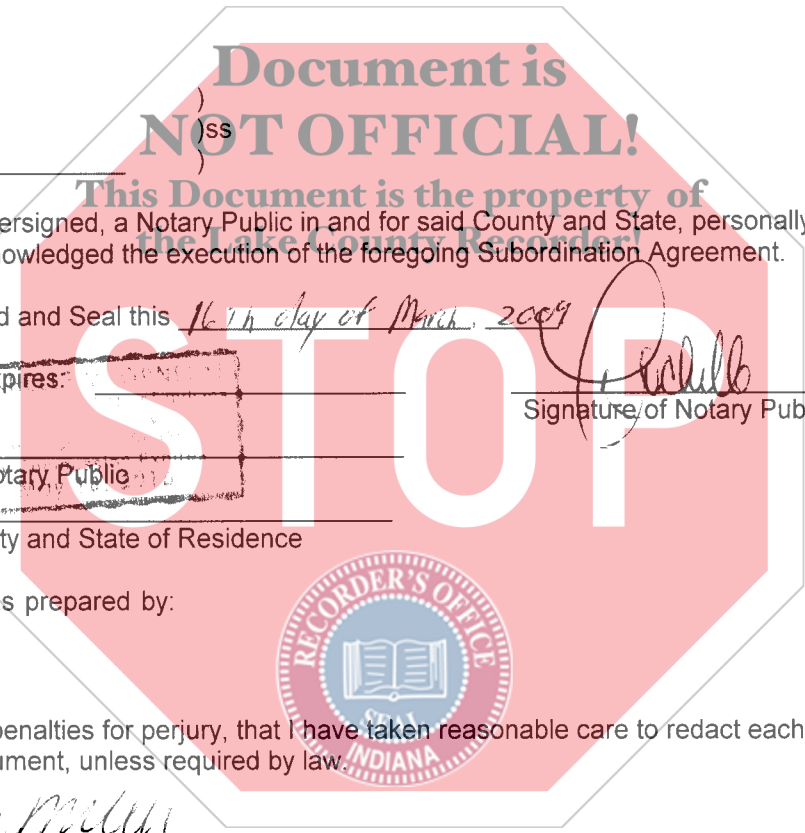 Document is
)
NOT OFFICIAL!
)ss
)
This Document is the property of
ersigned, a Notary Public in and for said County and State, personally
the Lake County Recorder!
owledged the execution of the foregoing Subordination Agreement.
d and Seal this 16th day of March, 2009
STOP
pires:
Signature of Notary Pub
otary Public
ty and State of Residence
s prepared by:
RECORDER'S OFFICE
SEAL
INDIANA
penalties for perjury, that I have taken reasonable care to redact each
ument, unless required by law.